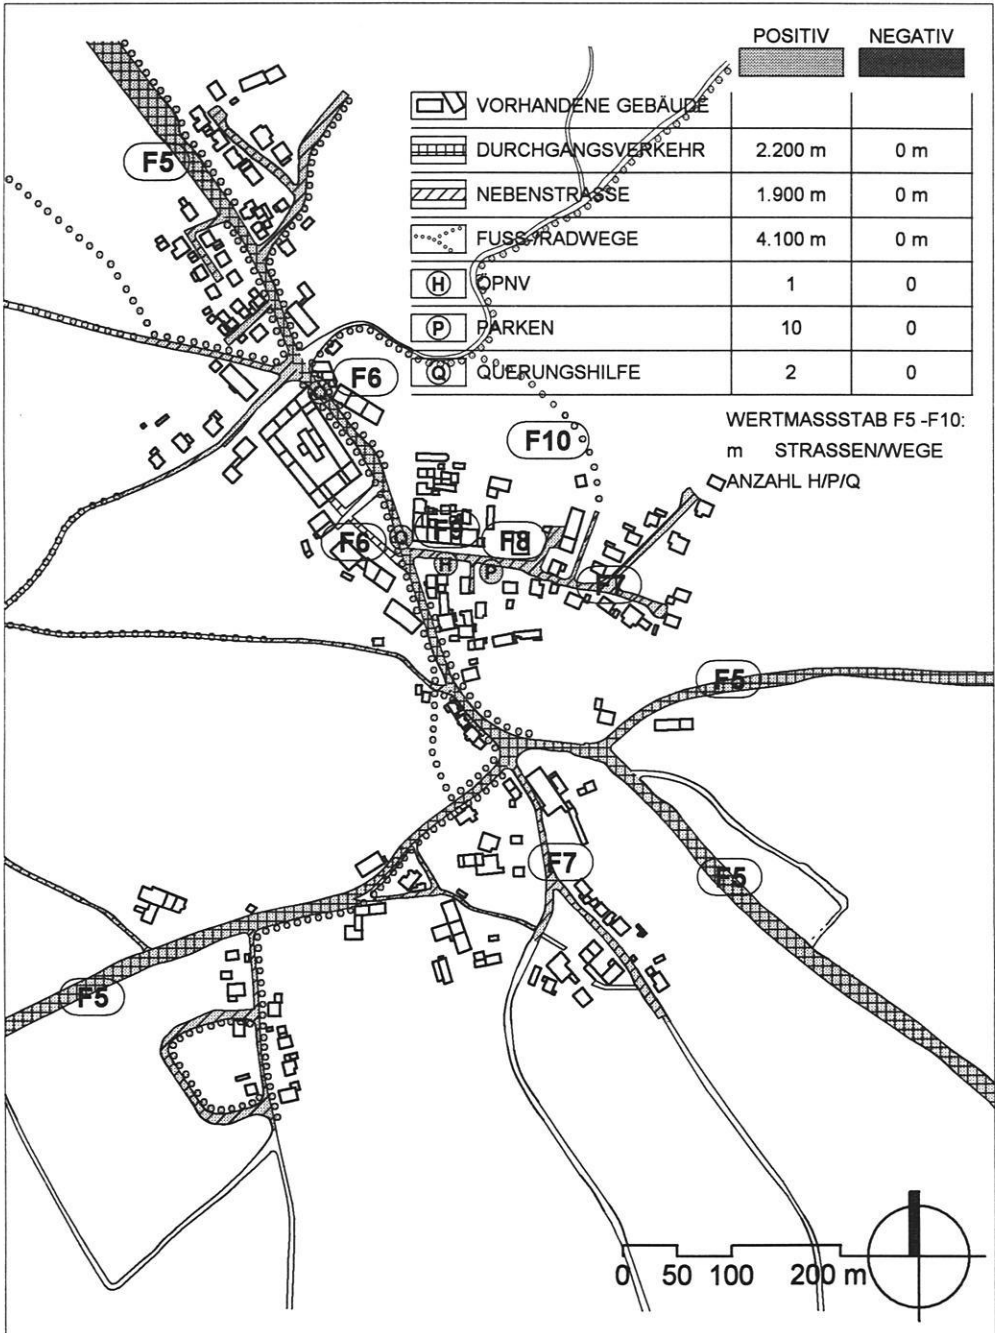 POSITIV NEGATIV
VORHANDENE GEBÄUDE
DURCHGANGSVERKEHR 2.200 m 0 m
NEBENSTRASSE 1.900 m 0 m
FUSS-/RADWEGE 4.100 m 0 m
H ÖPNV 1 0
P PARKEN 10 0
Q QUERUNGSHILFE 2 0
WERTMASSSTAB F5 -F10:
m STRASSEN/WEGE
ANZAHL H/P/Q
F5
F6
Q
F10
F6
Q
F9
F8
H
P
F7
F5
F7
F5
F5
0 50 100 200 m